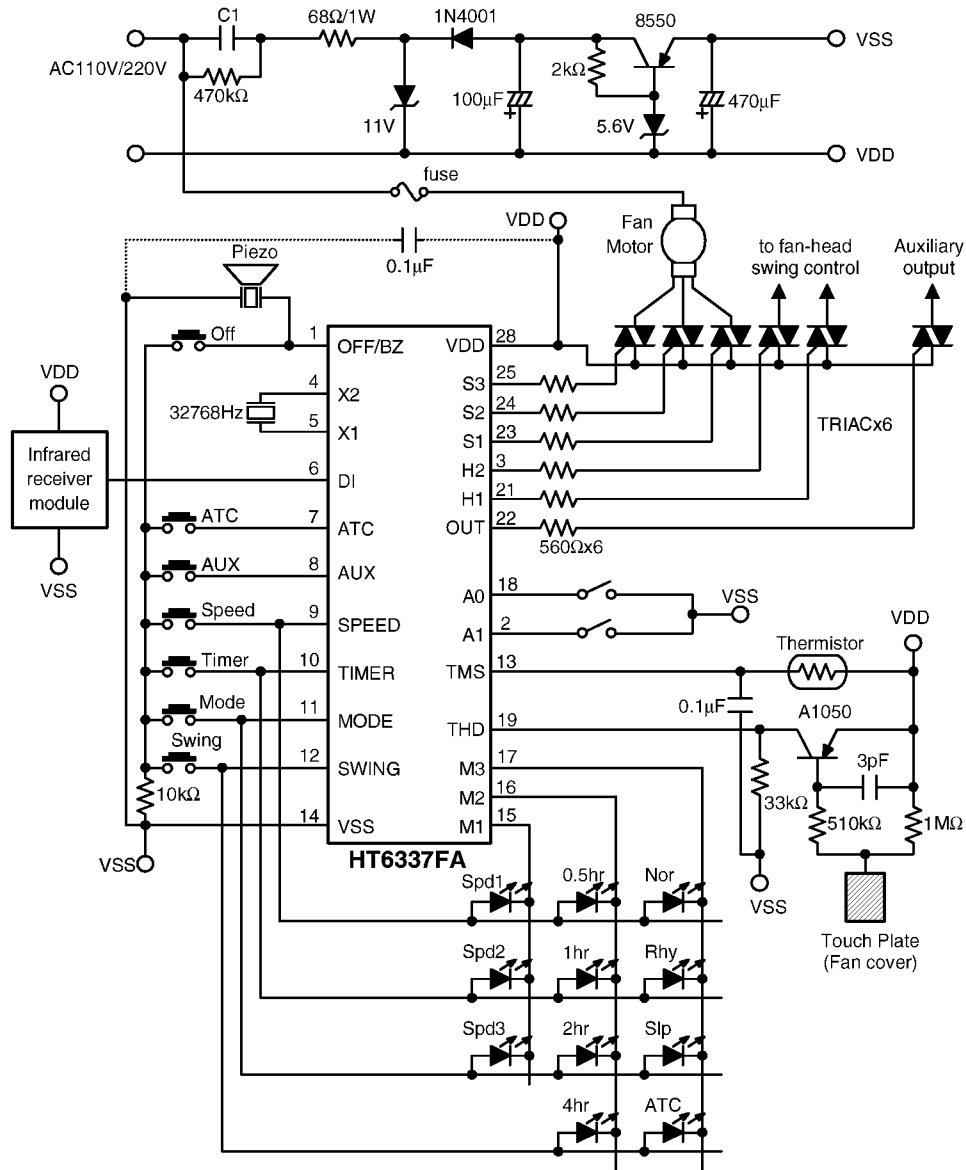 C1
68Ω/1W
1N4001
8550
VSS
AC110V/220V
470kΩ
11V
100µF
2kΩ
5.6V
470µF
VDD
fuse
VDD
Fan
Motor
to fan-head
swing control
Auxiliary
output
0.1µF
Piezo
Off
1
OFF/BZ
VDD
28
VDD
4
X2
25
S3
32768Hz
5
X1
24
S2
Infrared
receiver
module
6
DI
23
S1
TRIACx6
3
H2
21
H1
ATC
7
ATC
22
OUT
560Ωx6
VSS
AUX
8
AUX
18
A0
VSS
Speed
9
SPEED
2
A1
VDD
Timer
10
TIMER
13
TMS
Thermistor
Mode
11
MODE
0.1µF
19
THD
A1050
Swing
12
SWING
17
M3
3pF
10kΩ
16
M2
33kΩ
510kΩ
1MΩ
14
VSS
15
M1
VSS
HT6337FA
VSS
Touch Plate
(Fan cover)
Spd1
0.5hr
Nor
Spd2
1hr
Rhy
Spd3
2hr
Slp
4hr
ATC